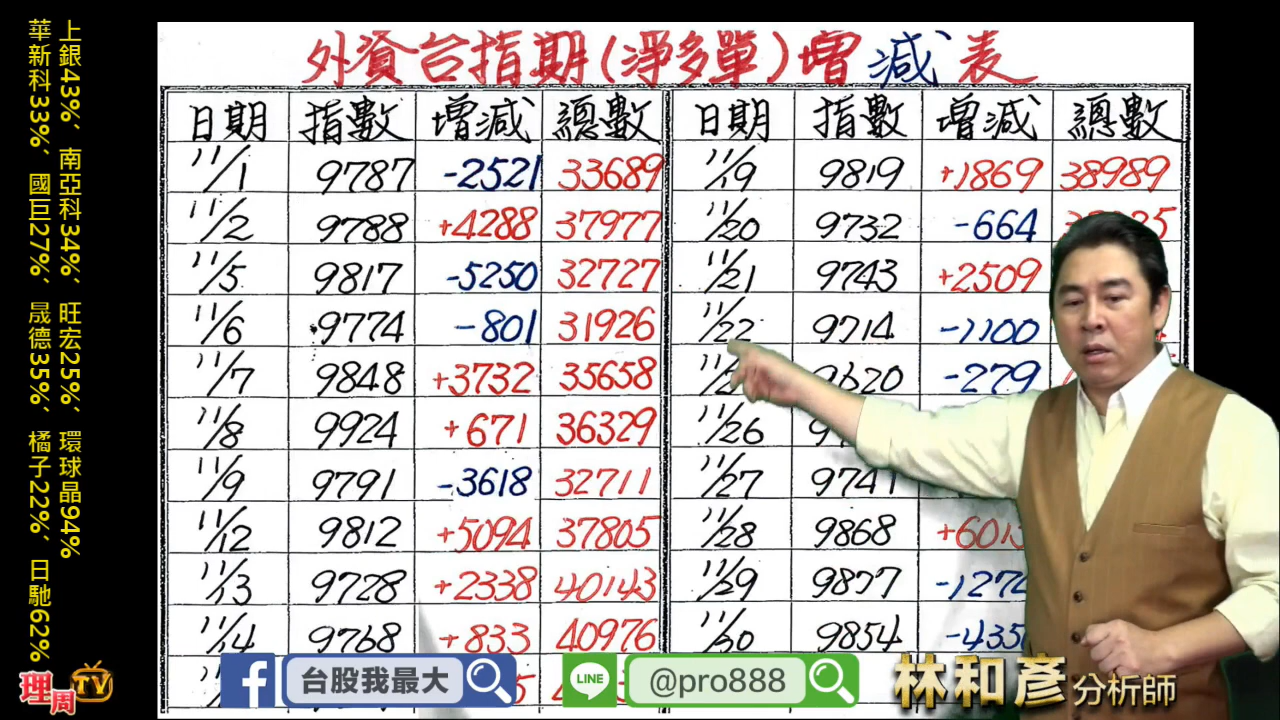 上銀43%、南亞科34%、旺宏25%、環球晶94%
華新科33%、國巨27%、晟德35%、橘子22%、日馳62%
外資台指期(淨多單)增減表
日期 指數 增減 總數 日期 指數 增減 總數
11/1 9787 -2521 33689 11/19 9819 +1869 38989
11/2 9788 +4288 37977 11/20 9732 -664
11/5 9817 -5250 32727 11/21 9743 +2509
11/6 9774 -801 31926 11/22 9714 -1100
11/7 9848 +3732 35658 9620 -279
11/8 9924 +671 36329 11/26
11/9 9791 -3618 32711 11/27
11/12 9812 +5094 37805 11/28 9868
11/13 9728 +2338 40143 11/29 9877
11/14 9768 +833 40976 11/30 9854
理周TV
台股我最大
LINE
@pro888
林和彥 分析師